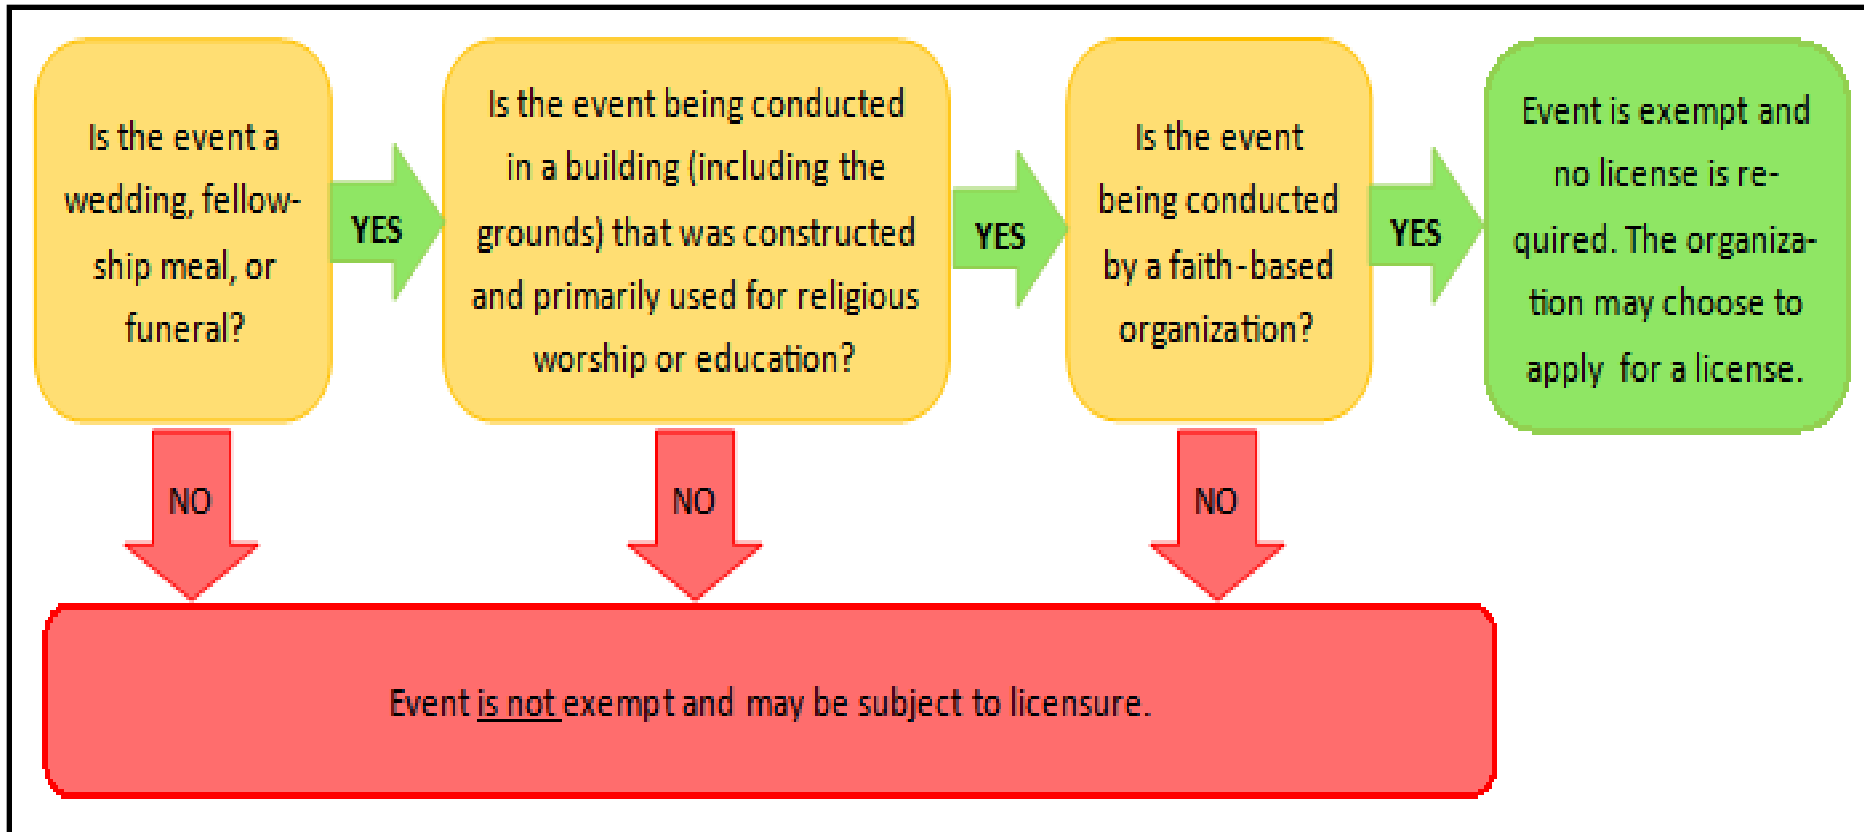 Is the event a
wedding, fellow-
ship meal, or
funeral?
YES
Is the event being conducted
in a building (including the
grounds) that was constructed
and primarily used for religious
worship or education?
YES
Is the event
being conducted
by a faith-based
organization?
YES
Event is exempt and
no license is re-
quired. The organiza-
tion may choose to
apply for a license.
NO
NO
NO
Event is not exempt and may be subject to licensure.